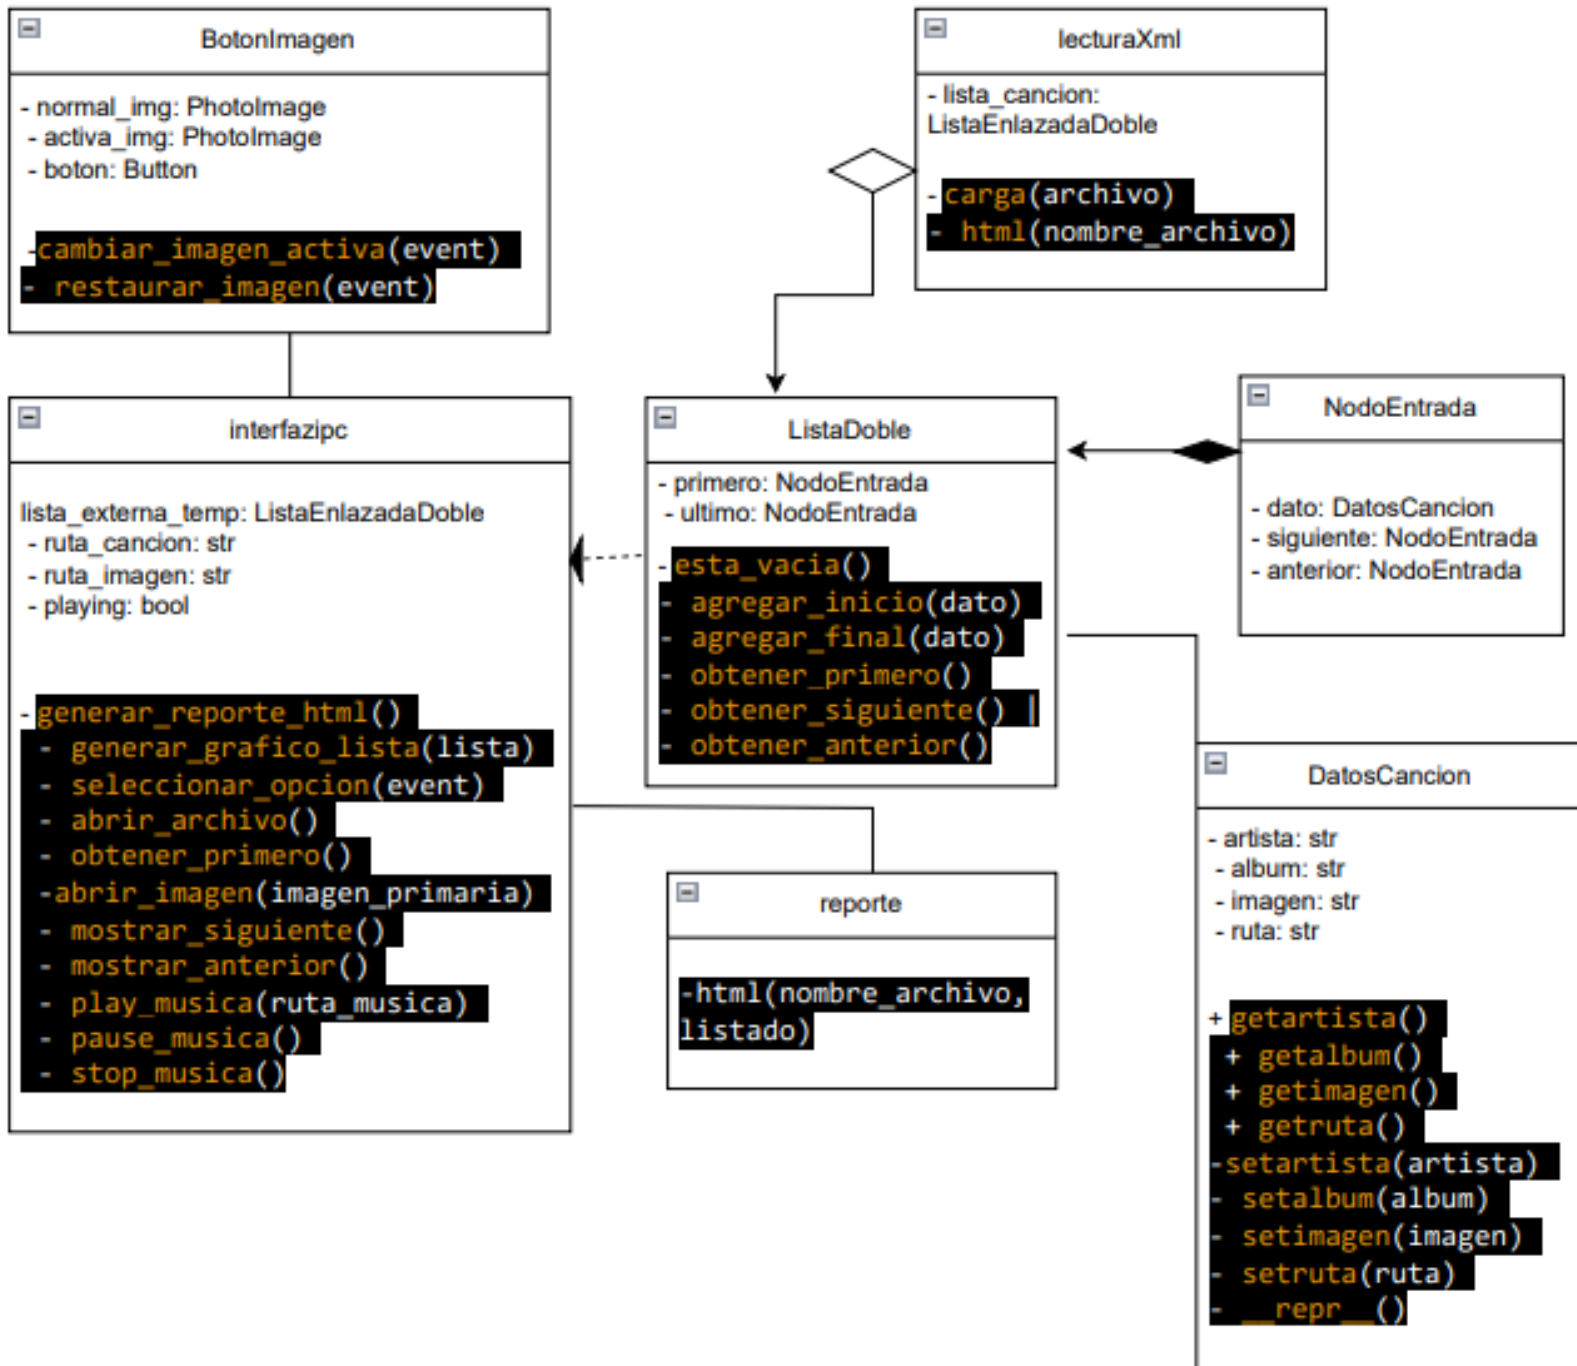 BotonImagen
- normal_img: PhotoImage
- activa_img: PhotoImage
- boton: Button
-cambiar_imagen_activa(event)
- restaurar_imagen(event)
lecturaXml
- lista_cancion:
ListaEnlazadaDoble
-carga(archivo)
- html(nombre_archivo)
interfazipc
lista_externa_temp: ListaEnlazadaDoble
- ruta_cancion: str
- ruta_imagen: str
- playing: bool
-generar_reporte_html()
- generar_grafico_lista(lista)
- seleccionar_opcion(event)
- abrir_archivo()
- obtener_primero()
-abrir_imagen(imagen_primaria)
- mostrar_siguiente()
- mostrar_anterior()
- play_musica(ruta_musica)
- pause_musica()
- stop_musica()
ListaDoble
- primero: NodoEntrada
- ultimo: NodoEntrada
-esta_vacia()
- agregar_inicio(dato)
- agregar_final(dato)
- obtener_primero()
- obtener_siguiente() |
- obtener_anterior()
NodoEntrada
- dato: DatosCancion
- siguiente: NodoEntrada
- anterior: NodoEntrada
reporte
-html(nombre_archivo,
listado)
DatosCancion
- artista: str
- album: str
- imagen: str
- ruta: str
+ getartista()
+ getalbum()
+ getimagen()
+ getruta()
-setartista(artista)
- setalbum(album)
- setimagen(imagen)
- setruta(ruta)
- __repr__()